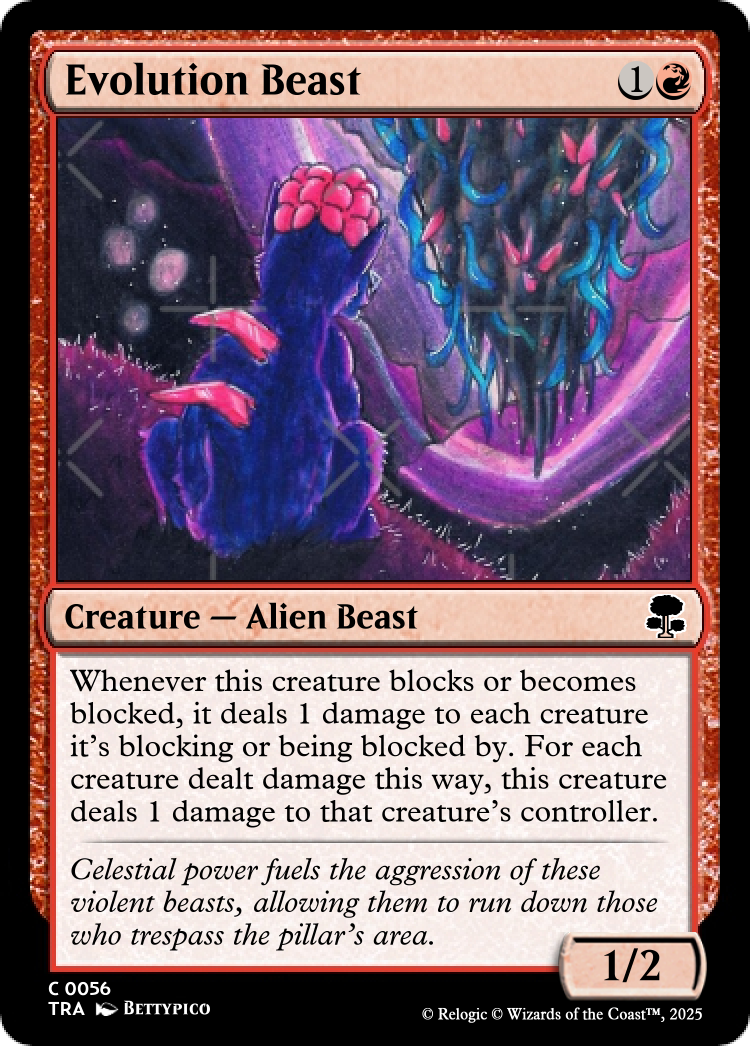 Evolution Beast 1
Creature — Alien Beast
Whenever this creature blocks or becomes
blocked, it deals 1 damage to each creature
it's blocking or being blocked by. For each
creature dealt damage this way, this creature
deals 1 damage to that creature's controller.
Celestial power fuels the aggression of these
violent beasts, allowing them to run down those
who trespass the pillar's area.
1/2
C 0056
TRA BETTYPICO
© Relogic © Wizards of the Coast™, 2025